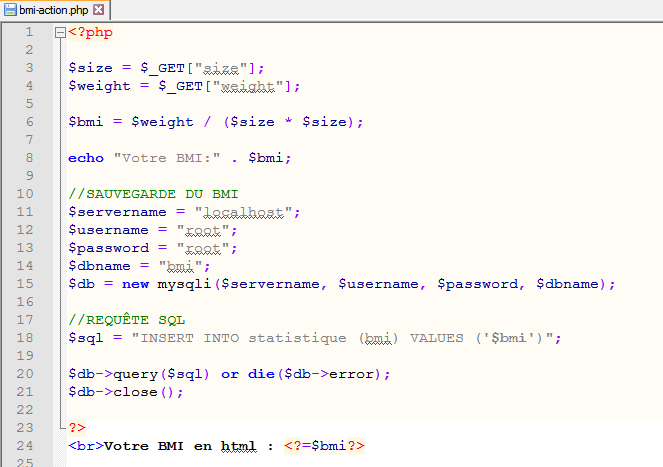 bmi-action.php
1 <?php
2
3 $size = $_GET["size"];
4 $weight = $_GET["weight"];
5
6 $bmi = $weight / ($size * $size);
7
8 echo "Votre BMI:" . $bmi;
9
10 //SAUVEGARDE DU BMI
11 $servername = "localhost";
12 $username = "root";
13 $password = "root";
14 $dbname = "bmi";
15 $db = new mysqli($servername, $username, $password, $dbname);
16
17 //REQUÊTE SQL
18 $sql = "INSERT INTO statistique (bmi) VALUES ('$bmi')";
19
20 $db->query($sql) or die($db->error);
21 $db->close();
22
23 ?>
24 <br>Votre BMI en html : <?=$bmi?>
25